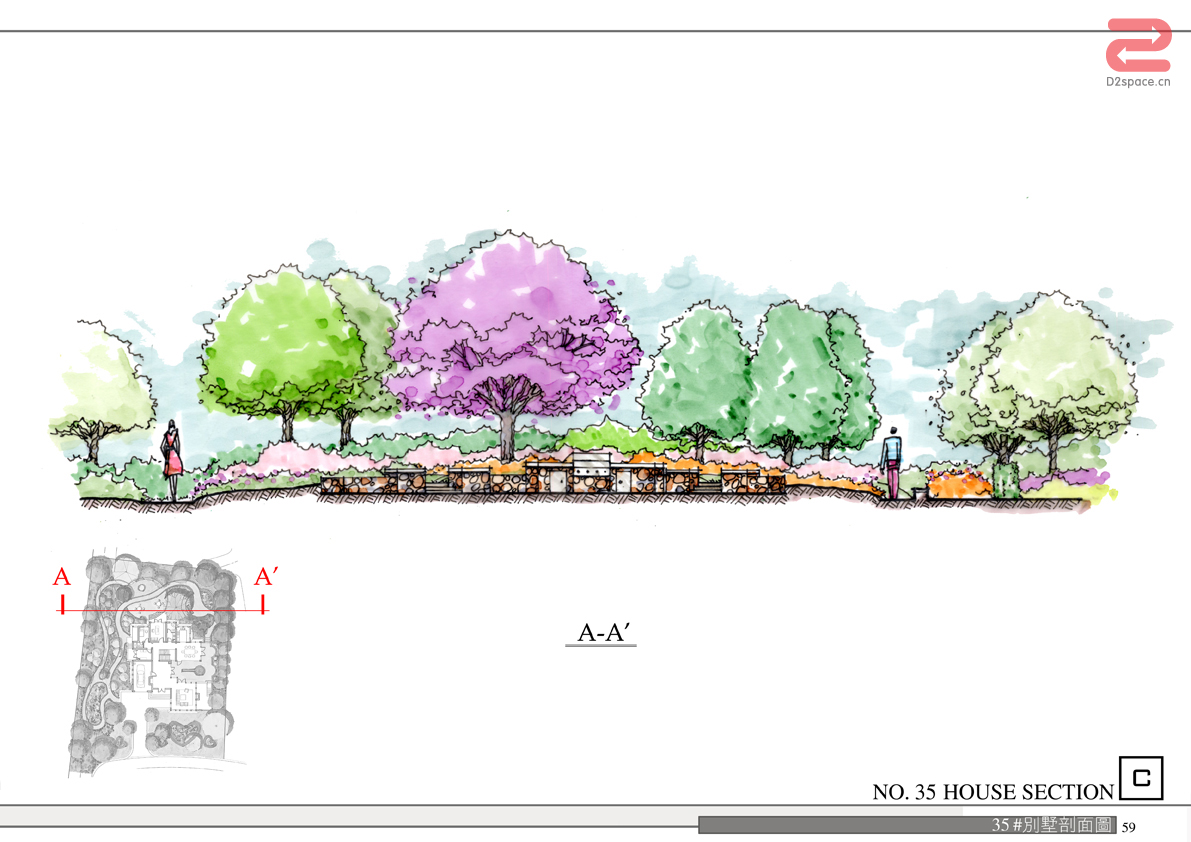 D2space.cn
A A′
A-A′
NO. 35 HOUSE SECTION C
35#別墅剖面圖 59